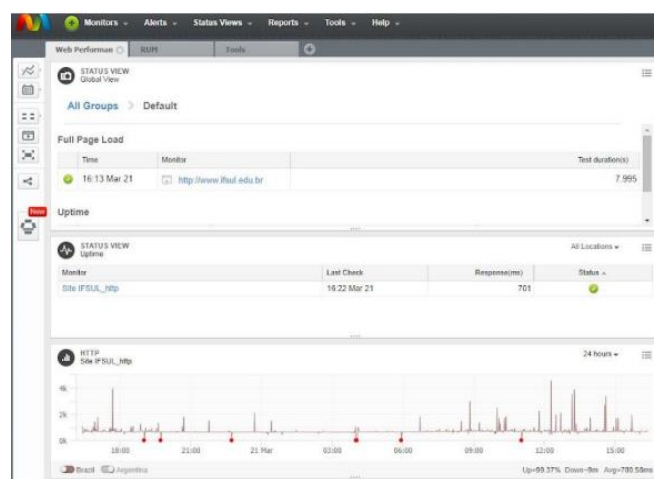 Monitors Alerts Status Views Reports Tools Help
Web Performan RUM Tools
STATUS VIEW
Global View
All Groups > Default
Full Page Load
Time Monitor Test duration(s)
16:13 Mar 21 http://www.ifsul.edu.br 7.995
New
Uptime
STATUS VIEW
Uptime
All Locations
Monitor Last Check Response(ms) Status
Site IFSUL_http 16:22 Mar 21 701
HTTP
Site IFSUL_http
24 hours
4k
2k
0k
18:00 21:00 21 Mar 03:00 06:00 09:00 12:00 15:00
Brazil Argentina Up=99.37% Down=9m Avg=780.58ms